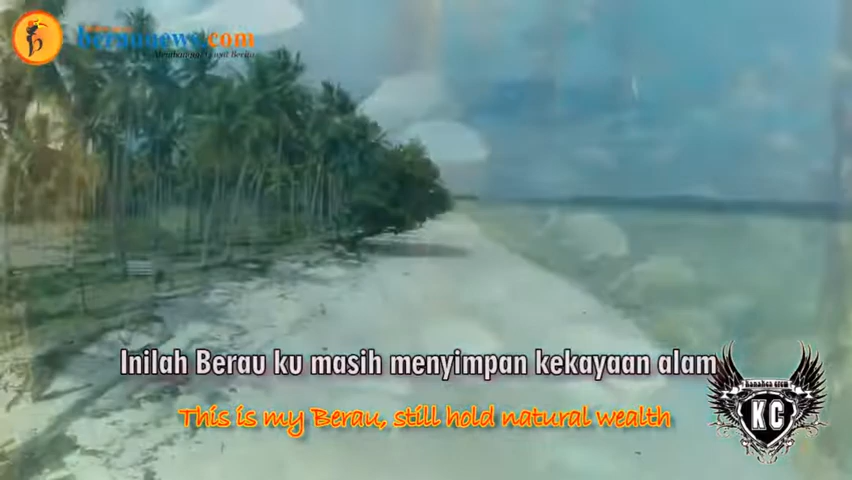 beraunews.com
Inilah Berau ku masih menyimpan kekayaan alam
This is my Berau, still hold natural wealth
KC